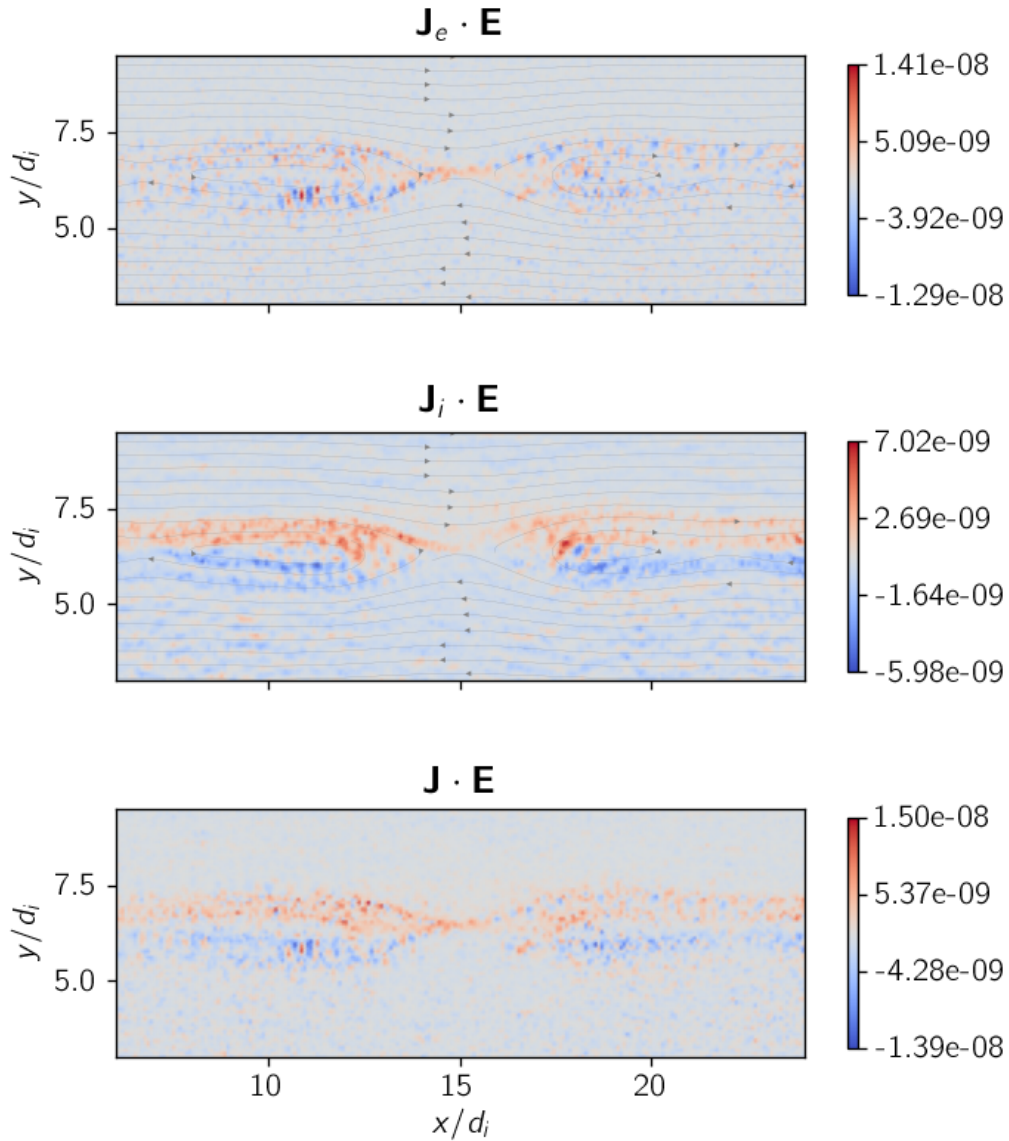 J_e · E
7.5
5.0
y/d_i
1.41e-08
5.09e-09
-3.92e-09
-1.29e-08
J_i · E
7.5
5.0
y/d_i
7.02e-09
2.69e-09
-1.64e-09
-5.98e-09
J · E
7.5
5.0
y/d_i
1.50e-08
5.37e-09
-4.28e-09
-1.39e-08
10 15 20
x/d_i